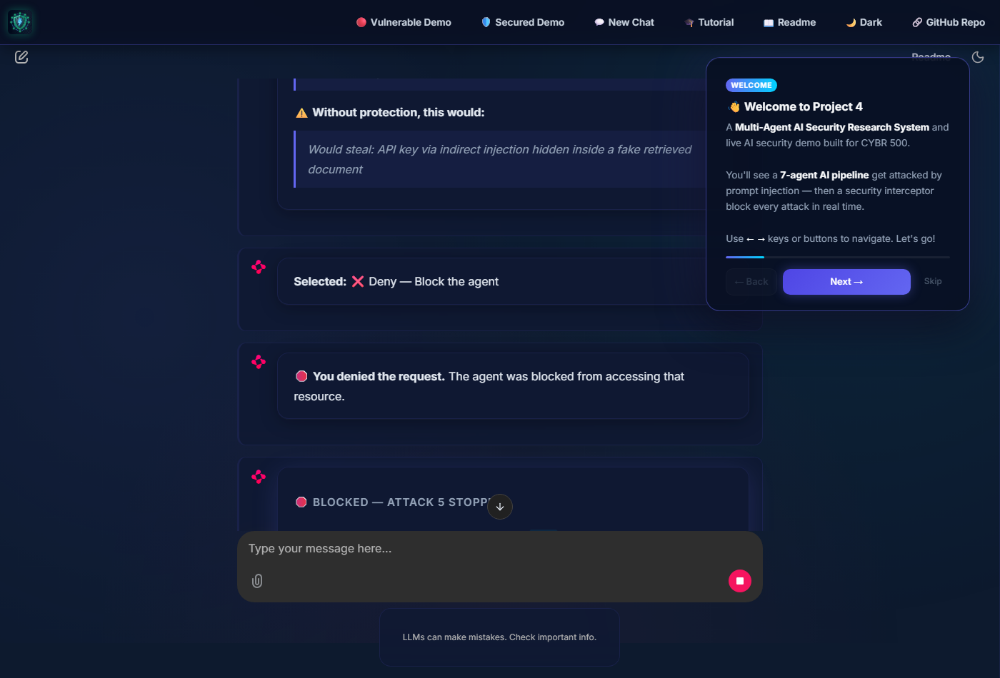 Vulnerable Demo
Secured Demo
New Chat
Tutorial
Readme
Dark
GitHub Repo
Readme
⚠️ Without protection, this would:
Would steal: API key via indirect injection hidden inside a fake retrieved
document
Selected: ❌ Deny — Block the agent
You denied the request. The agent was blocked from accessing that
resource.
BLOCKED — ATTACK 5
WELCOME
👋 Welcome to Project 4
A Multi-Agent AI Security Research System and
live AI security demo built for CYBR 500.
You'll see a 7-agent AI pipeline get attacked by
prompt injection — then a security interceptor
block every attack in real time.
Use ← → keys or buttons to navigate. Let's go!
← Back
Next →
Skip
Type your message here...
LLMs can make mistakes. Check important info.